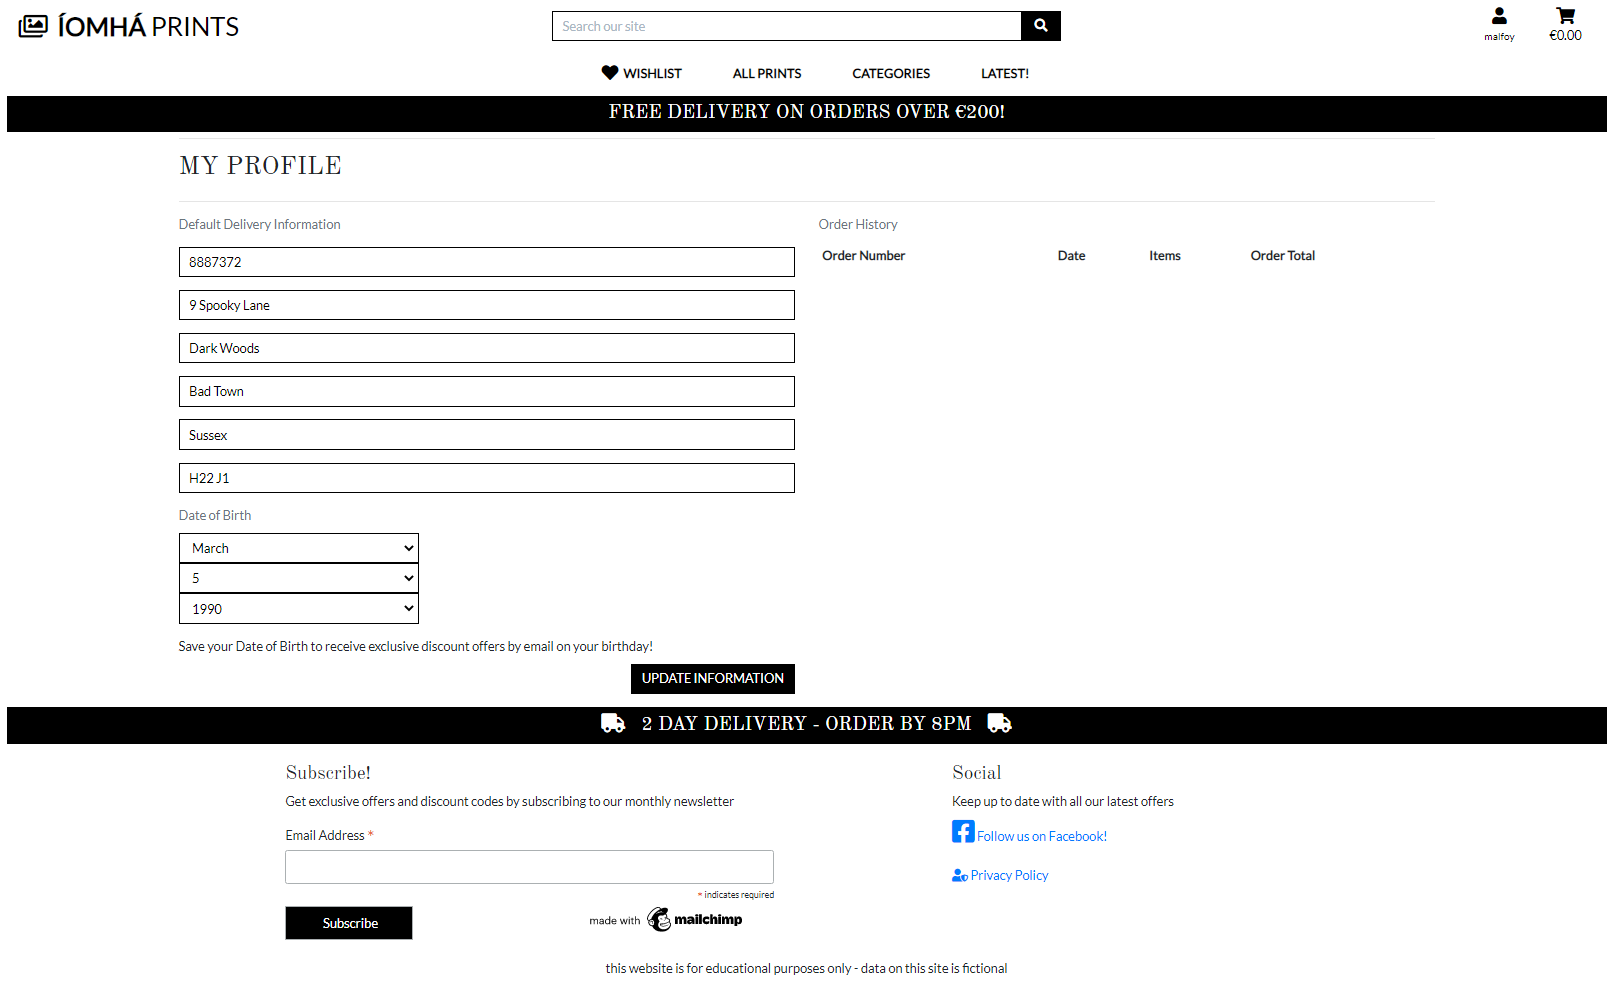 ÍOMHÁ PRINTS
Search our site
malfoy
€0.00
WISHLIST ALL PRINTS CATEGORIES LATEST!
FREE DELIVERY ON ORDERS OVER €200!
MY PROFILE
Default Delivery Information
8887372
9 Spooky Lane
Dark Woods
Bad Town
Sussex
H22 J1
Date of Birth
March
5
1990
Save your Date of Birth to receive exclusive discount offers by email on your birthday!
UPDATE INFORMATION
Order History
Order Number Date Items Order Total
2 DAY DELIVERY - ORDER BY 8PM
Subscribe!
Get exclusive offers and discount codes by subscribing to our monthly newsletter
Email Address *
* indicates required
Subscribe
made with mailchimp
Social
Keep up to date with all our latest offers
Follow us on Facebook!
Privacy Policy
this website is for educational purposes only - data on this site is fictional